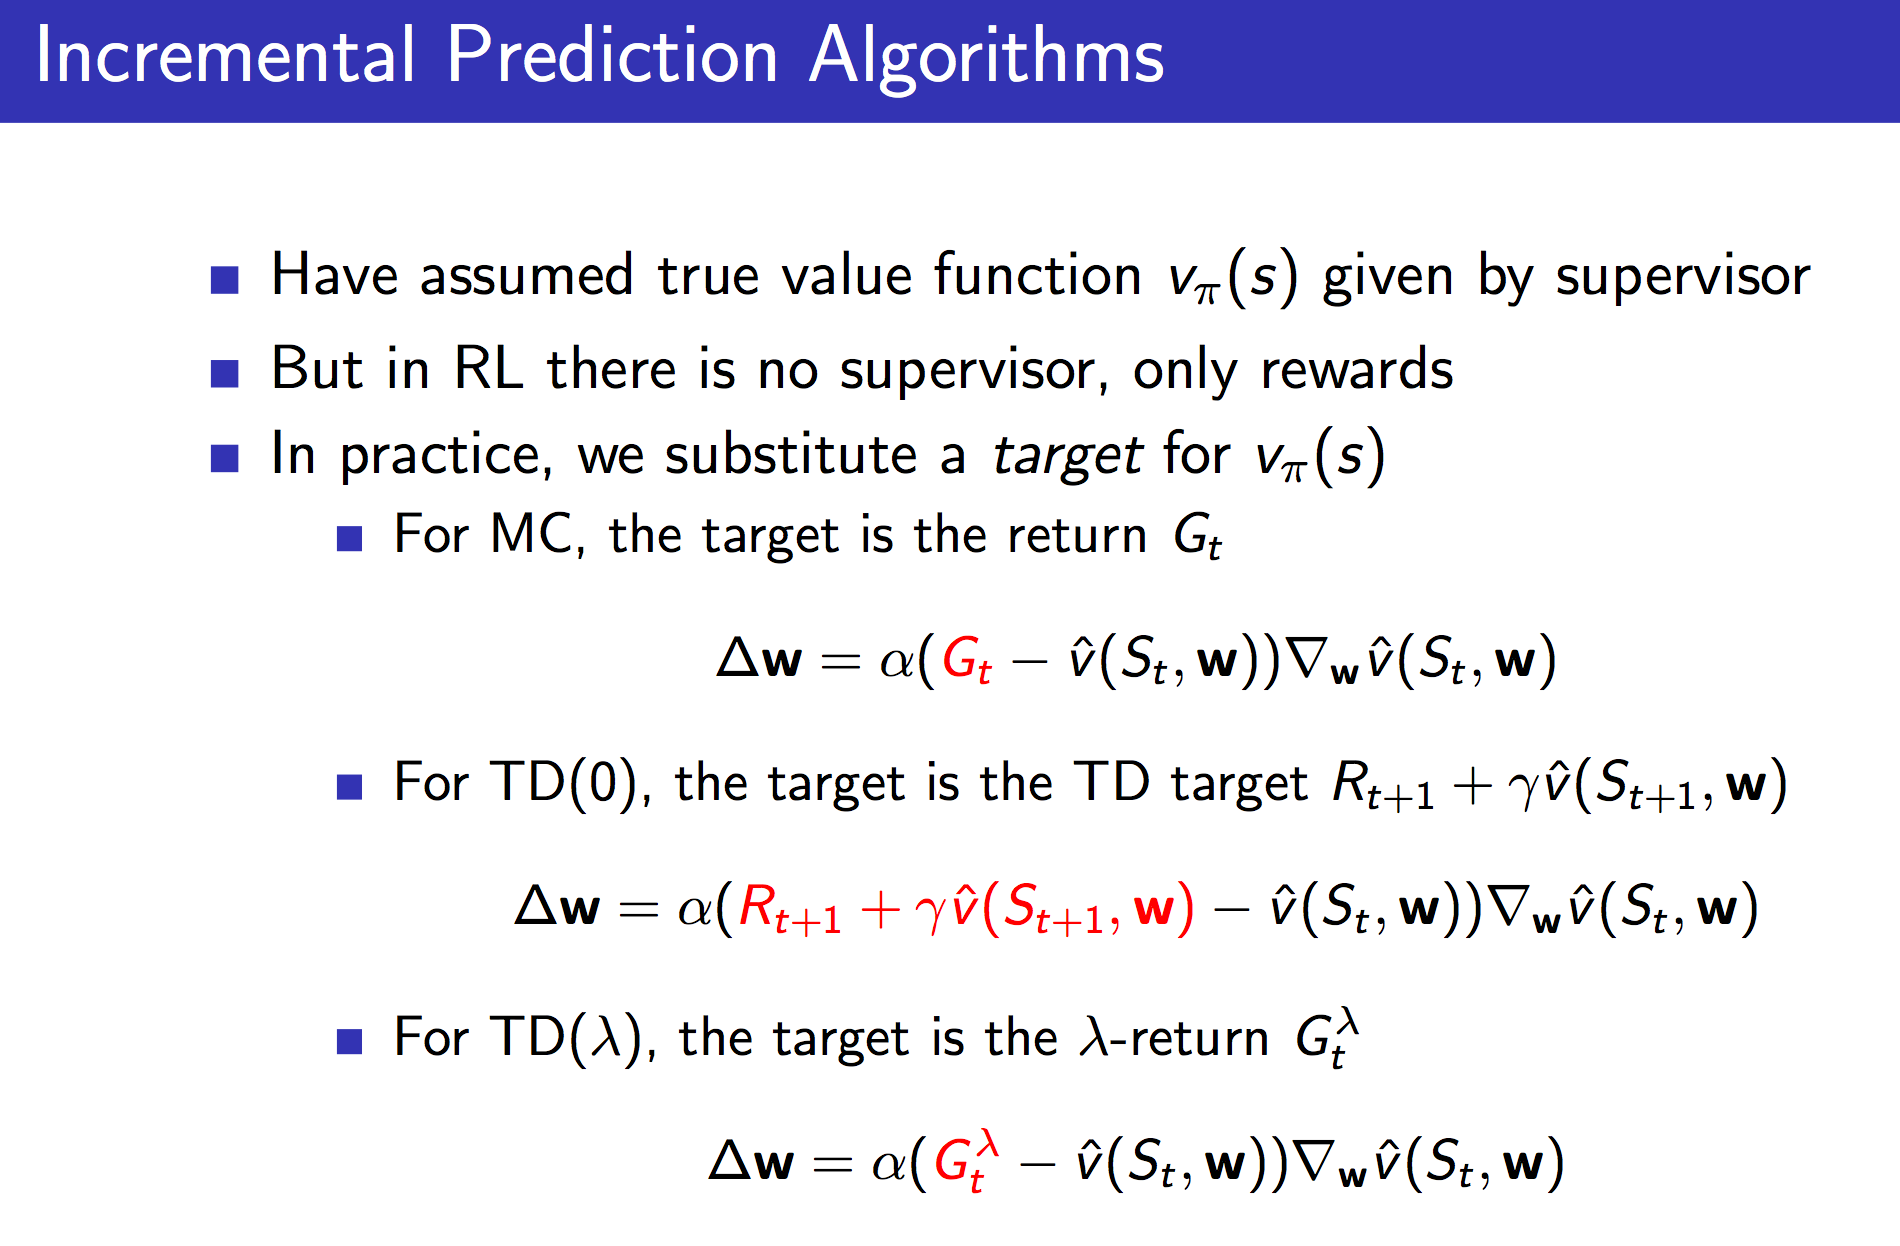 Incremental Prediction Algorithms
Have assumed true value function $v_\pi(s)$ given by supervisor
But in RL there is no supervisor, only rewards
In practice, we substitute a target for $v_\pi(s)$
For MC, the target is the return $G_t$
$\Delta \mathbf{w} = \alpha(G_t - \hat{v}(S_t, \mathbf{w}))\nabla_{\mathbf{w}}\hat{v}(S_t, \mathbf{w})$
For TD(0), the target is the TD target $R_{t+1} + \gamma\hat{v}(S_{t+1}, \mathbf{w})$
$\Delta \mathbf{w} = \alpha(R_{t+1} + \gamma\hat{v}(S_{t+1}, \mathbf{w}) - \hat{v}(S_t, \mathbf{w}))\nabla_{\mathbf{w}}\hat{v}(S_t, \mathbf{w})$
For TD(λ), the target is the λ-return $G_t^\lambda$
$\Delta \mathbf{w} = \alpha(G_t^\lambda - \hat{v}(S_t, \mathbf{w}))\nabla_{\mathbf{w}}\hat{v}(S_t, \mathbf{w})$